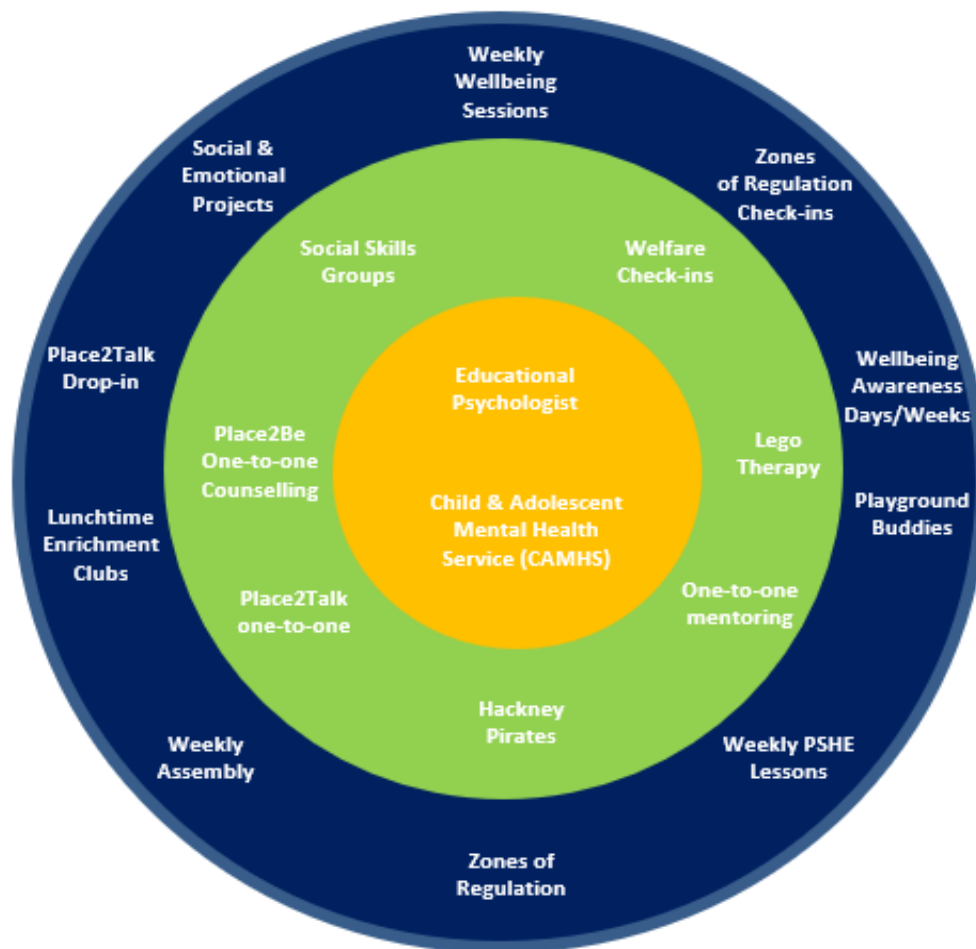 Weekly
Wellbeing
Sessions
Social &
Emotional
Projects
Zones
of Regulation
Check-ins
Social Skills
Groups
Welfare
Check-ins
Place2Talk
Drop-in
Educational
Psychologist
Wellbeing
Awareness
Days/Weeks
Place2Be
One-to-one
Counselling
Lego
Therapy
Lunchtime
Enrichment
Clubs
Child & Adolescent
Mental Health
Service (CAMHS)
Playground
Buddies
Place2Talk
one-to-one
One-to-one
mentoring
Hackney
Pirates
Weekly
Assembly
Weekly PSHE
Lessons
Zones of
Regulation